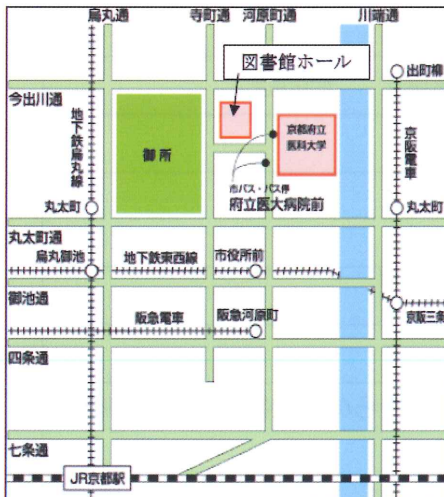 烏丸通
寺町通
河原町通
川端通
図書館ホール
出町柳
今出川通
地下鉄烏丸線
御所
京都府立
医科大学
京阪電車
市バス・バス停
府立医大病院前
丸太町
丸太町
丸太町通
烏丸御池
地下鉄東西線
市役所前
御池通
京阪三条
阪急電車
阪急河原町
四条通
七条通
JR京都駅